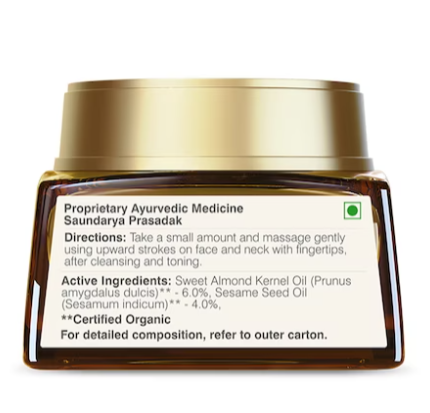 Proprietary Ayurvedic Medicine
Saundarya Prasadak
Directions: Take a small amount and massage gently
using upward strokes on face and neck with fingertips,
after cleansing and toning.
Active Ingredients: Sweet Almond Kernel Oil (Prunus
amygdalus dulcis)** - 6.0%, Sesame Seed Oil
(Sesamum indicum)** - 4.0%,
**Certified Organic
For detailed composition, refer to outer carton.